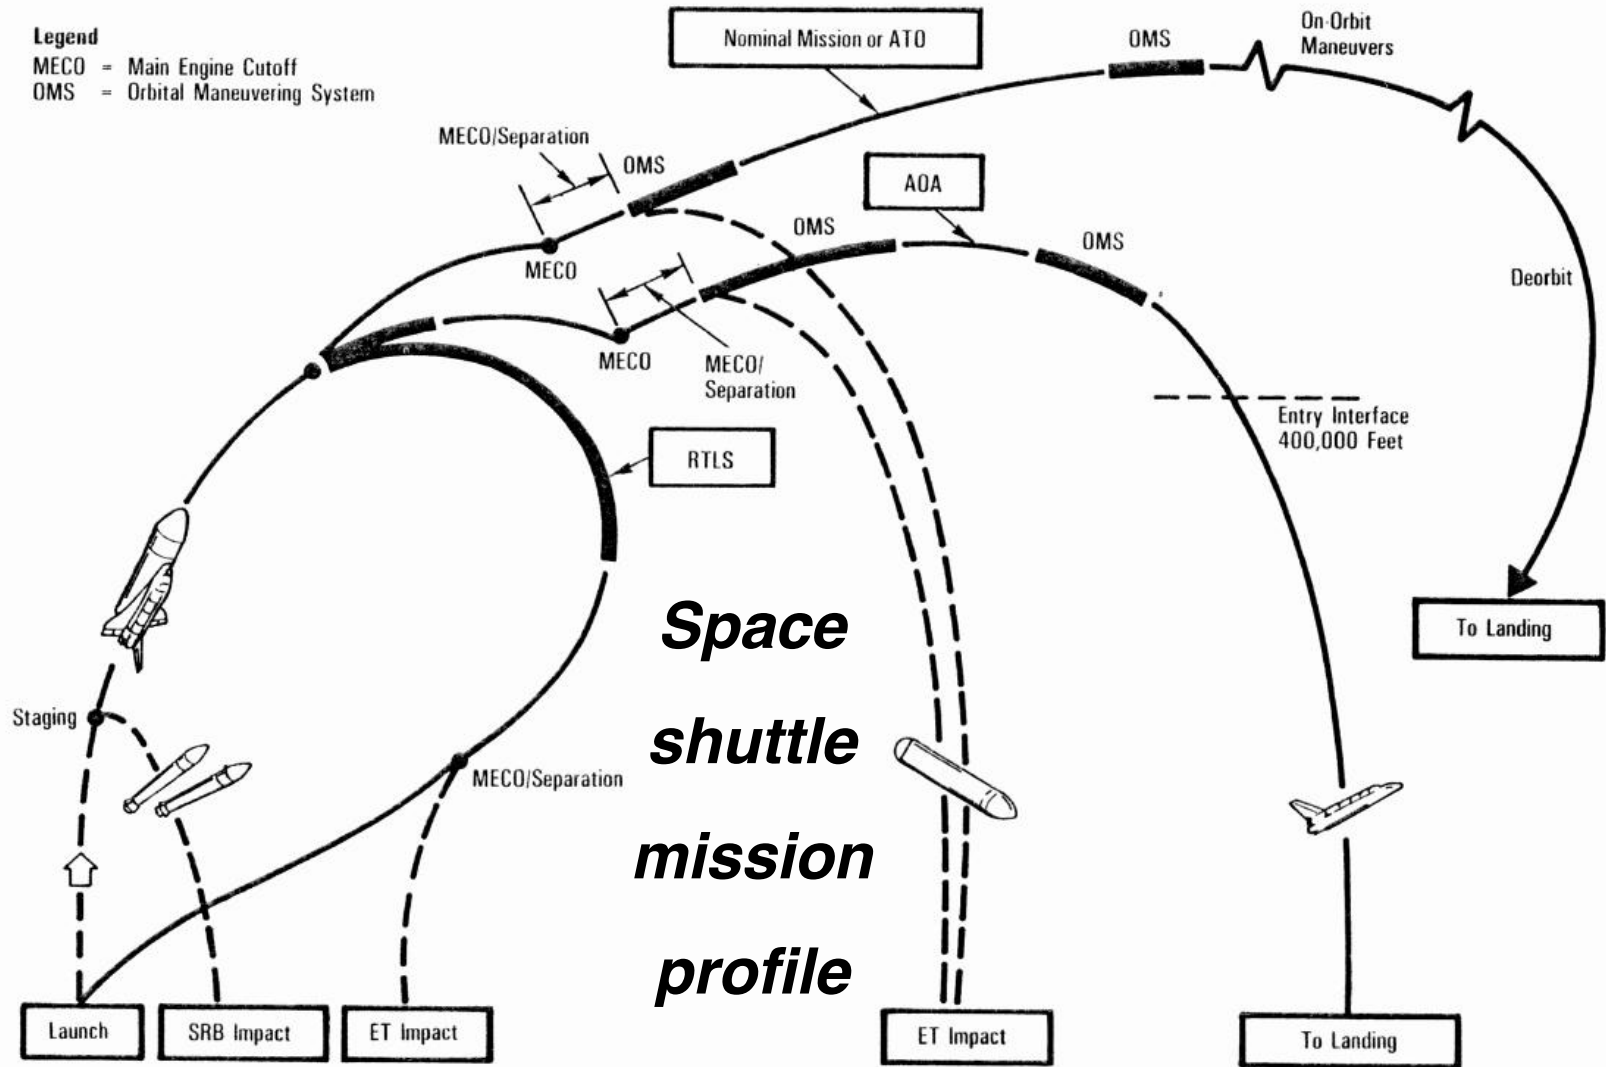 Legend
MECO = Main Engine Cutoff
OMS = Orbital Maneuvering System
Nominal Mission or ATO
OMS
On-Orbit
Maneuvers
MECO/Separation
OMS
AOA
MECO
OMS
OMS
Deorbit
MECO
MECO/
Separation
Entry Interface
400,000 Feet
RTLS
Space
shuttle
mission
profile
To Landing
Staging
MECO/Separation
Launch
SRB Impact
ET Impact
ET Impact
To Landing